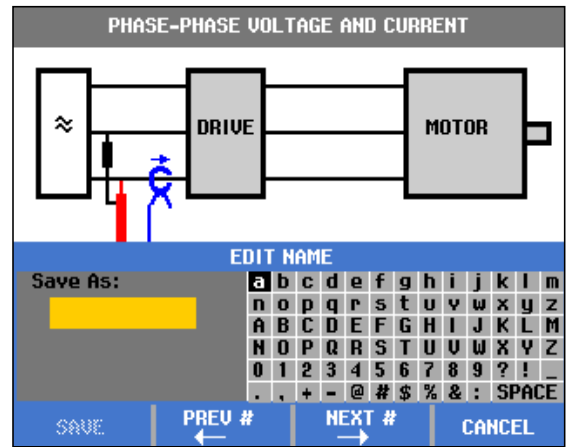 PHASE-PHASE VOLTAGE AND CURRENT
≈
DRIVE
MOTOR
EDIT NAME
Save As:
a b c d e f g h i j k l m
n o p q r s t u v w x y z
A B C D E F G H I J K L M
N O P Q R S T U V W X Y Z
0 1 2 3 4 5 6 7 8 9 ? ! _
. , + - @ # $ % & : SPACE
SAVE PREV # ← NEXT # → CANCEL